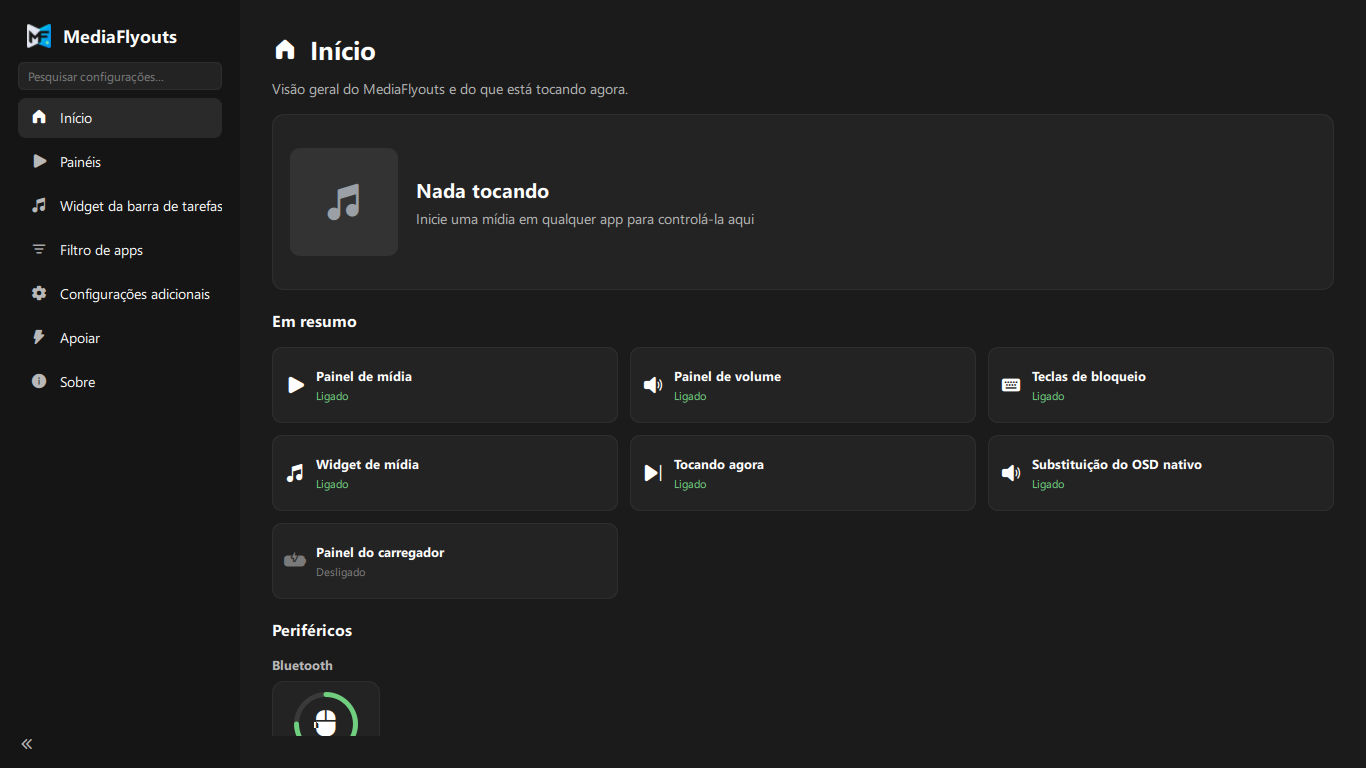 MediaFlyouts
Pesquisar configurações...
Início
Painéis
Widget da barra de tarefas
Filtro de apps
Configurações adicionais
Apoiar
Sobre
Início
Visão geral do MediaFlyouts e do que está tocando agora.
Nada tocando
Inicie uma mídia em qualquer app para controlá-la aqui
Em resumo
Painel de mídia
Ligado
Painel de volume
Ligado
Teclas de bloqueio
Ligado
Widget de mídia
Ligado
Tocando agora
Ligado
Substituição do OSD nativo
Ligado
Painel do carregador
Desligado
Periféricos
Bluetooth